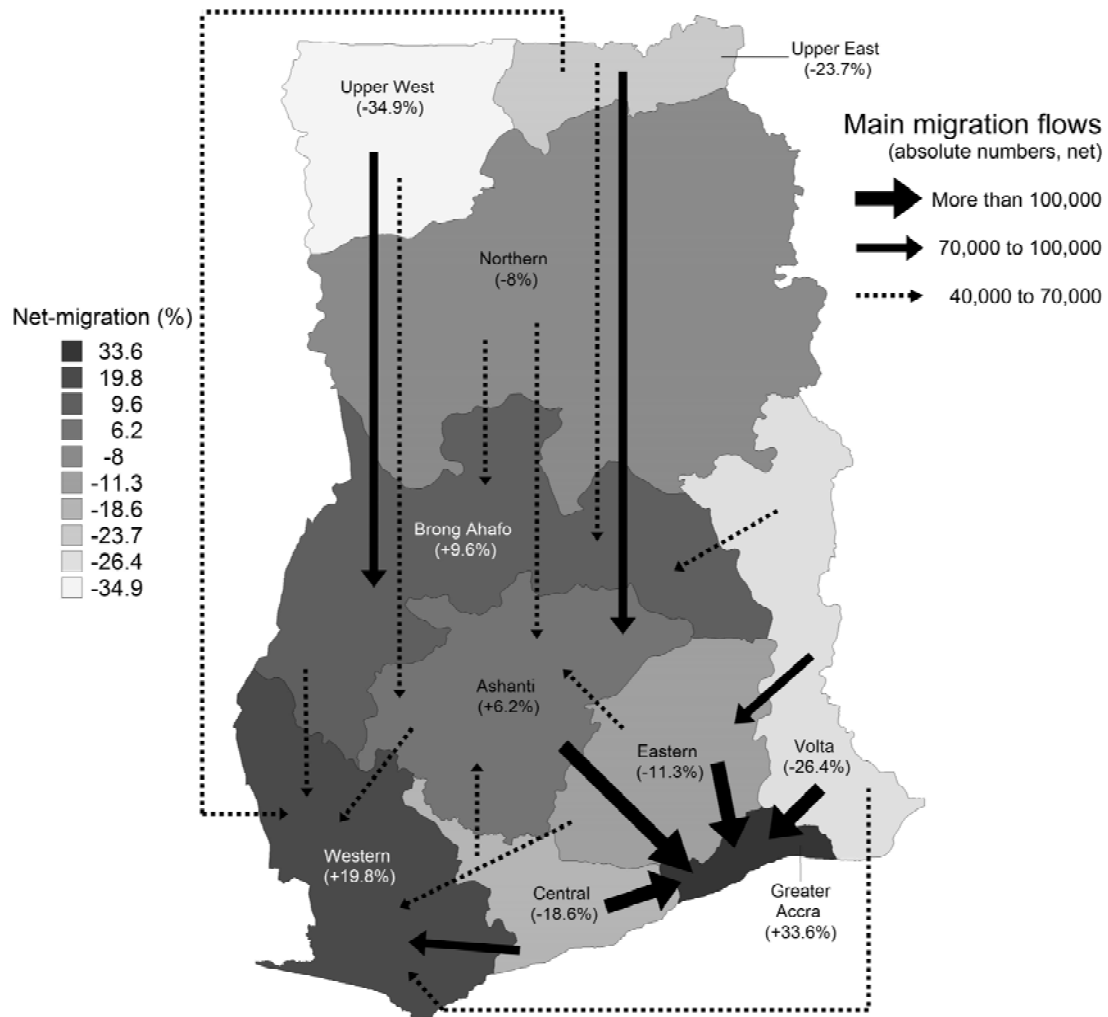 Upper East
(-23.7%)
Upper West
(-34.9%)
Main migration flows
(absolute numbers, net)
More than 100,000
70,000 to 100,000
40,000 to 70,000
Northern
(-8%)
Net-migration (%)
33.6
19.8
9.6
6.2
-8
-11.3
-18.6
-23.7
-26.4
-34.9
Brong Ahafo
(+9.6%)
Ashanti
(+6.2%)
Eastern
(-11.3%)
Volta
(-26.4%)
Western
(+19.8%)
Central
(-18.6%)
Greater
Accra
(+33.6%)